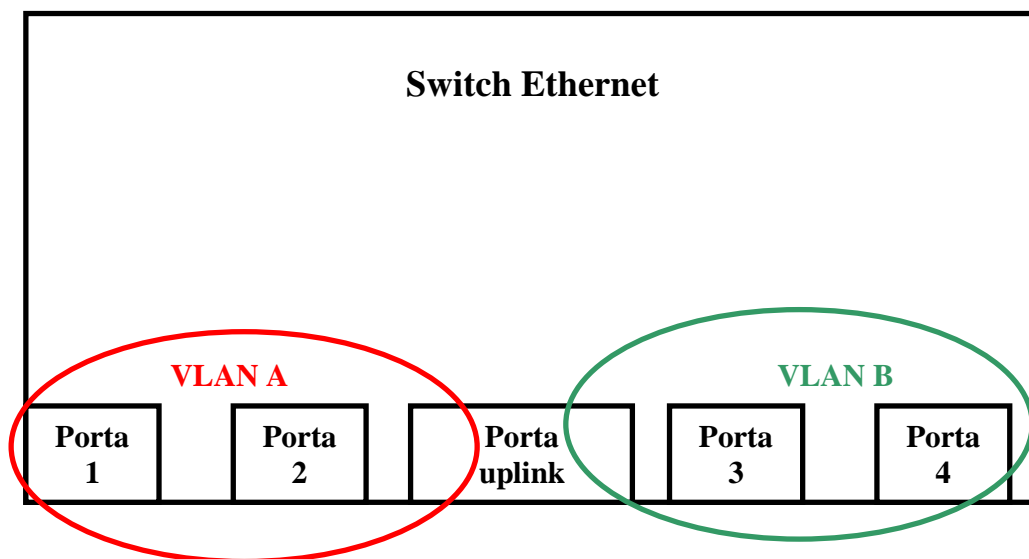 Switch Ethernet
VLAN A
VLAN B
Porta
1
Porta
2
Porta
uplink
Porta
3
Porta
4